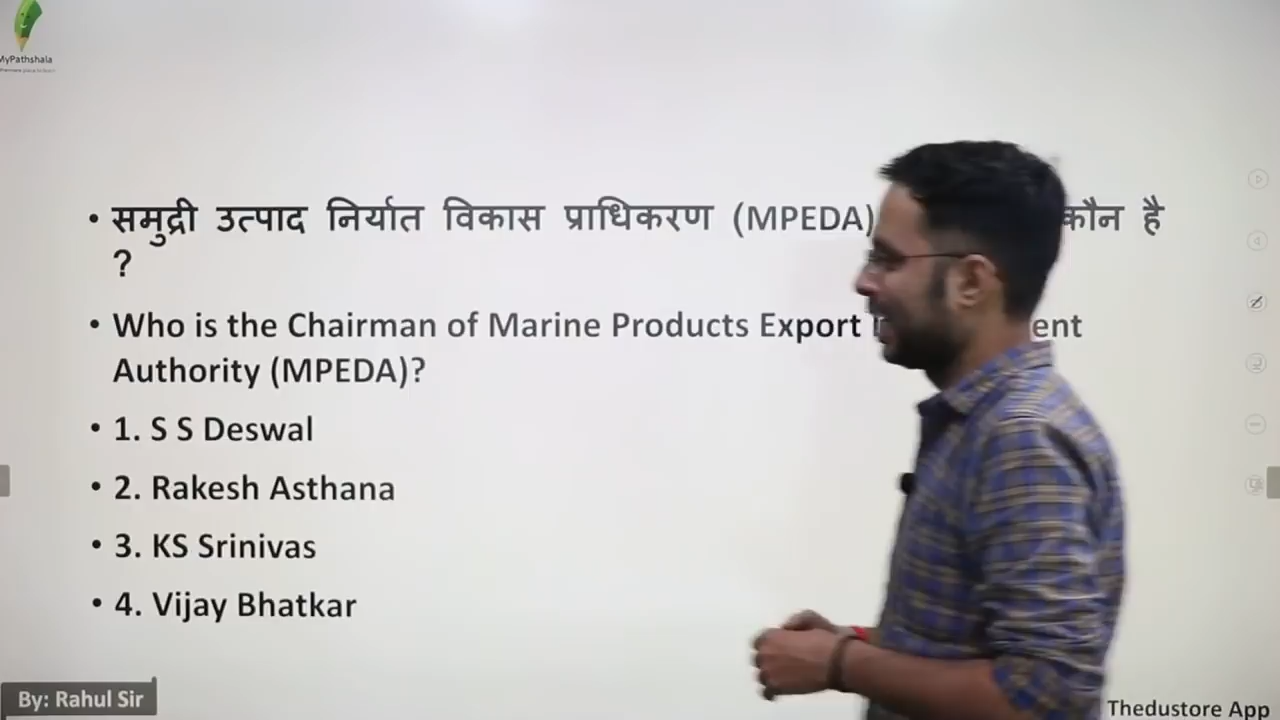 MyPathshala
• समुद्री उत्पाद निर्यात विकास प्राधिकरण (MPEDA) कौन है
?
• Who is the Chairman of Marine Products Export ent
Authority (MPEDA)?
• 1. S S Deswal
• 2. Rakesh Asthana
• 3. KS Srinivas
• 4. Vijay Bhatkar
By: Rahul Sir
Thedustore App